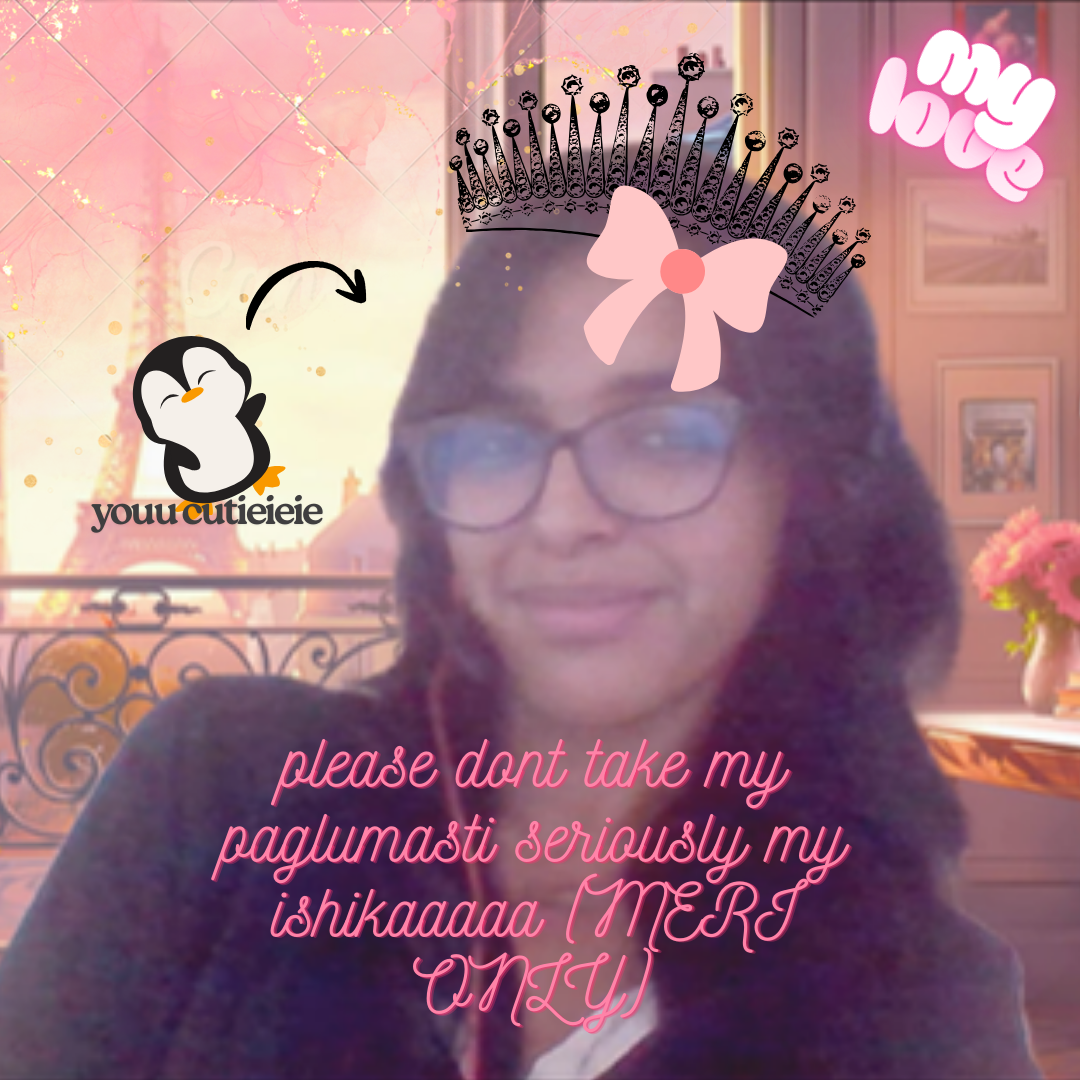 my
love
youu cutieieie
please dont take my
paglumasti seriously my
ishikaaaaa (MERI
ONLY)